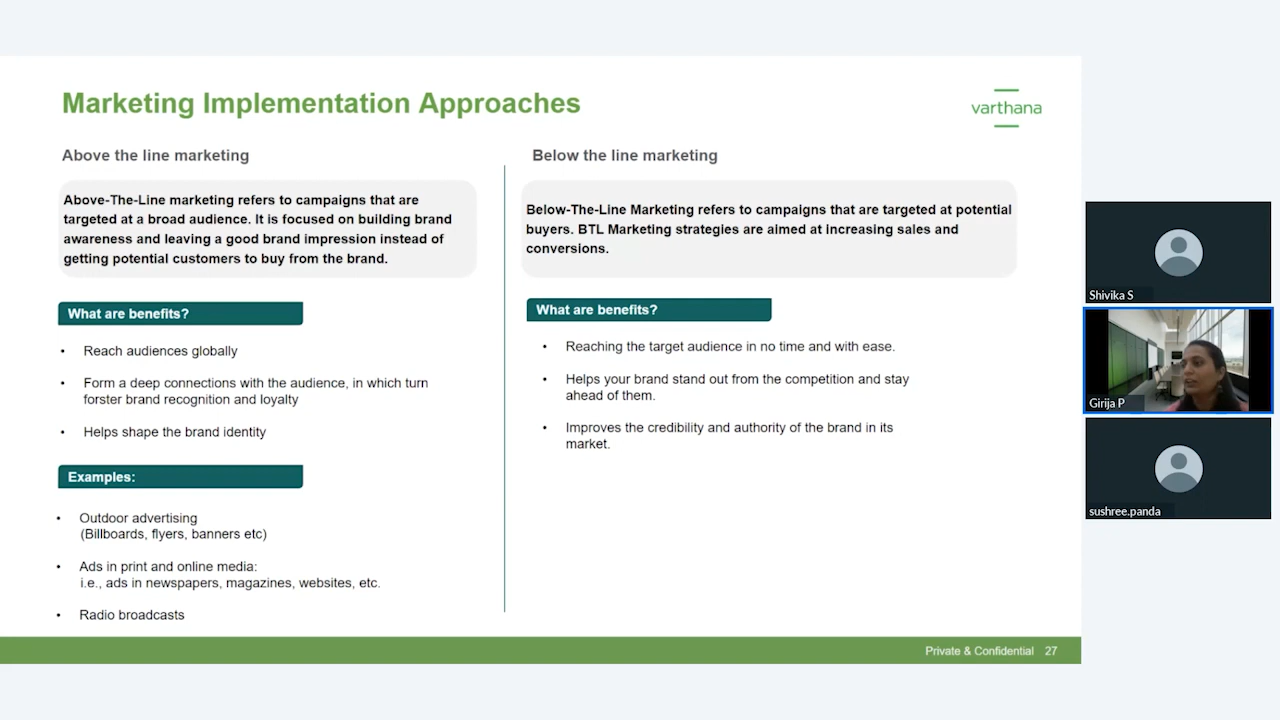 Marketing Implementation Approaches
varthana
Above the line marketing
Above-The-Line marketing refers to campaigns that are
targeted at a broad audience. It is focused on building brand
awareness and leaving a good brand impression instead of
getting potential customers to buy from the brand.
What are benefits?
• Reach audiences globally
• Form a deep connections with the audience, in which turn
forster brand recognition and loyalty
• Helps shape the brand identity
Examples:
• Outdoor advertising
(Billboards, flyers, banners etc)
• Ads in print and online media:
i.e., ads in newspapers, magazines, websites, etc.
• Radio broadcasts
Below the line marketing
Below-The-Line Marketing refers to campaigns that are targeted at potential
buyers. BTL Marketing strategies are aimed at increasing sales and
conversions.
What are benefits?
• Reaching the target audience in no time and with ease.
• Helps your brand stand out from the competition and stay
ahead of them.
• Improves the credibility and authority of the brand in its
market.
Private & Confidential 27
Shivika S
Girija P
sushree.panda